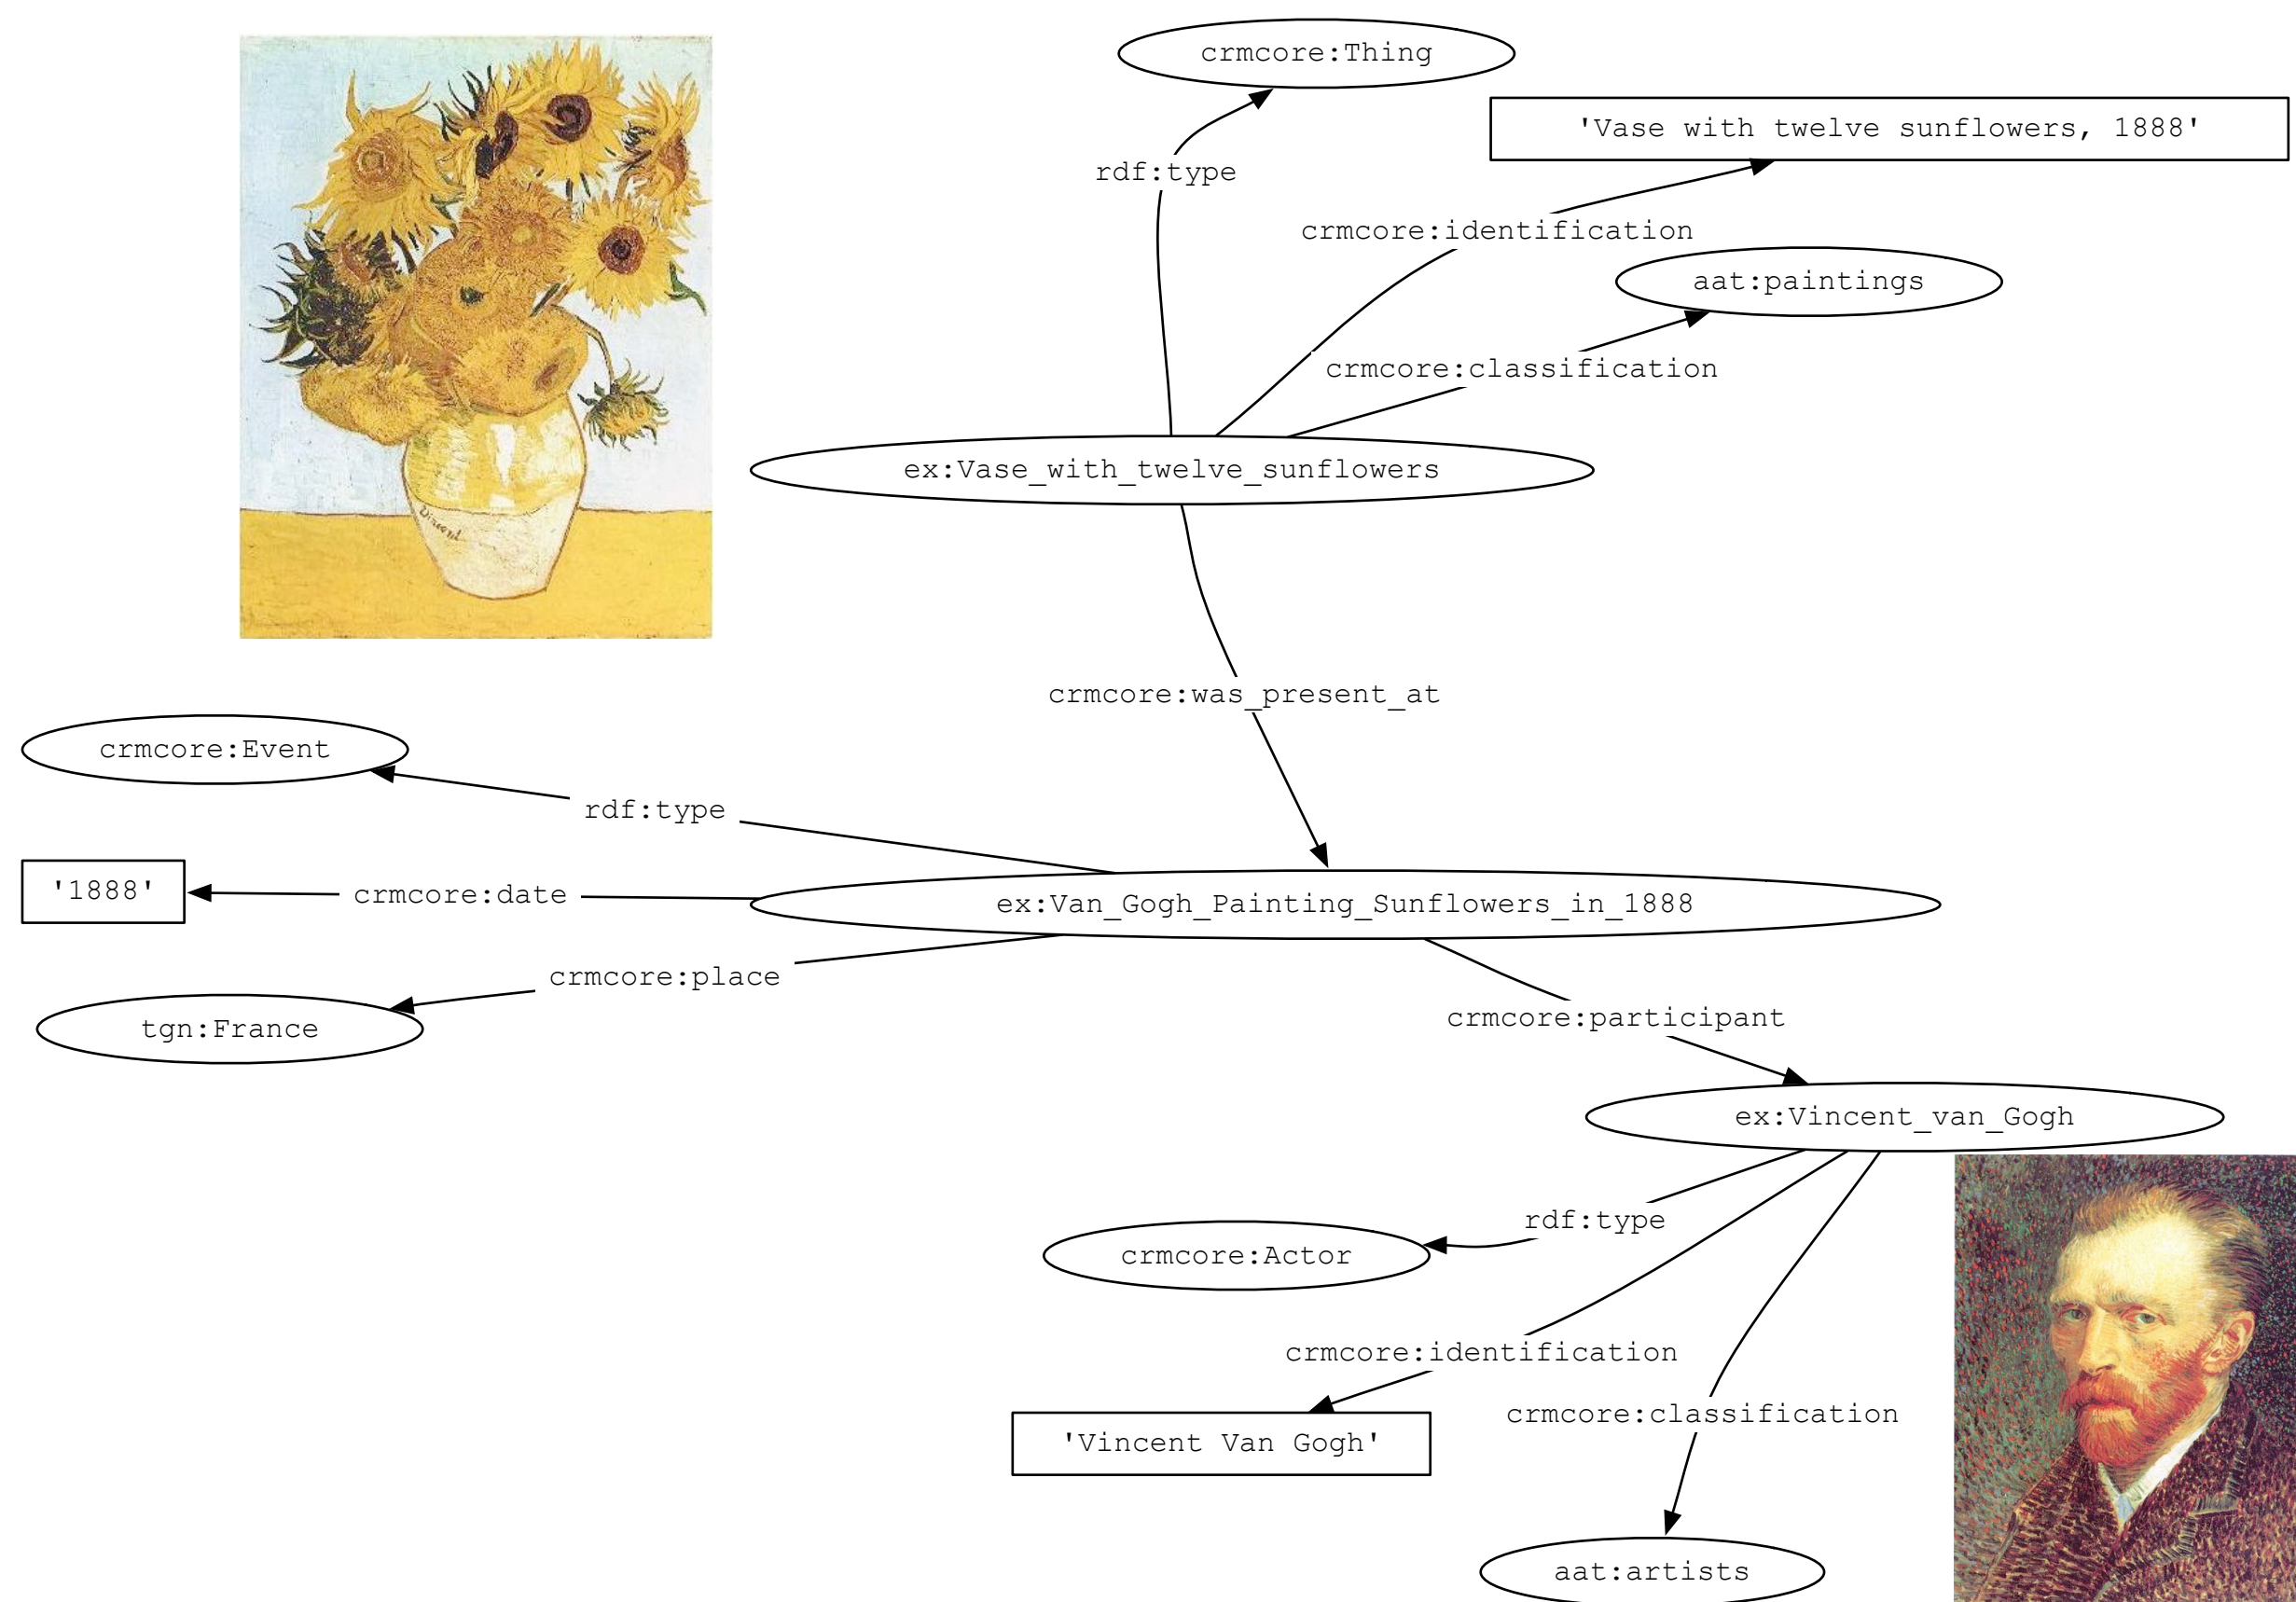 crmcore:Thing
'Vase with twelve sunflowers, 1888'
rdf:type
crmcore:identification
aat:paintings
crmcore:classification
ex:Vase_with_twelve_sunflowers
Vincent
crmcore:was_present_at
crmcore:Event
rdf:type
'1888'
crmcore:date
ex:Van_Gogh_Painting_Sunflowers_in_1888
crmcore:place
tgn:France
crmcore:participant
ex:Vincent_van_Gogh
rdf:type
crmcore:Actor
crmcore:identification
crmcore:classification
'Vincent Van Gogh'
aat:artists